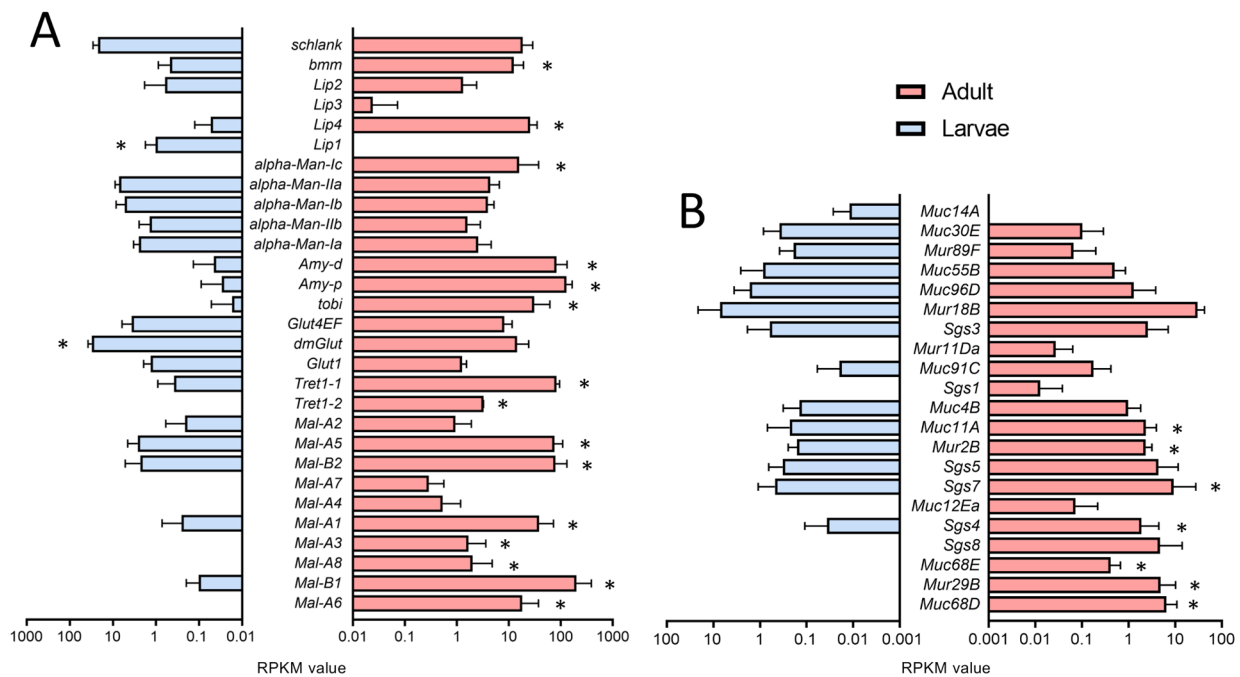 A
schlank
bmm
*
Lip2
Lip3
Lip4
*
* Lip1
alpha-Man-Ic
*
alpha-Man-IIa
alpha-Man-Ib
alpha-Man-IIb
alpha-Man-Ia
Amy-d
*
Amy-p
*
tobi
*
Glut4EF
* dmGlut
Glut1
Tret1-1
*
Tret1-2
*
Mal-A2
Mal-A5
*
Mal-B2
*
Mal-A7
Mal-A4
Mal-A1
*
Mal-A3
*
Mal-A8
*
Mal-B1
*
Mal-A6
*
1000 100 10 1 0.1 0.01
0.01 0.1 1 10 100 1000
RPKM value
Adult
Larvae
B
Muc14A
Muc30E
Mur89F
Muc55B
Muc96D
Mur18B
Sgs3
Mur11Da
Muc91C
Sgs1
Muc4B
Muc11A
*
Mur2B
*
Sgs5
Sgs7
*
Muc12Ea
Sgs4
*
Sgs8
Muc68E
*
Mur29B
*
Muc68D
*
100 10 1 0.1 0.01 0.001
0.001 0.01 0.1 1 10 100
RPKM value